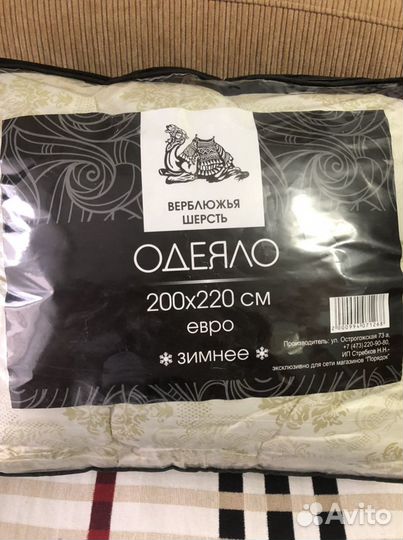 ВЕРБЛЮЖЬЯ
ШЕРСТЬ
ОДЕЯЛО
200х220 см
евро
зимнее
Производитель: ул. Острогожская 73 а,
+7 (473) 220-90-80,
ИП Стребков Н.Н.-
эксклюзивно для сети магазинов "Порядок"
Avito